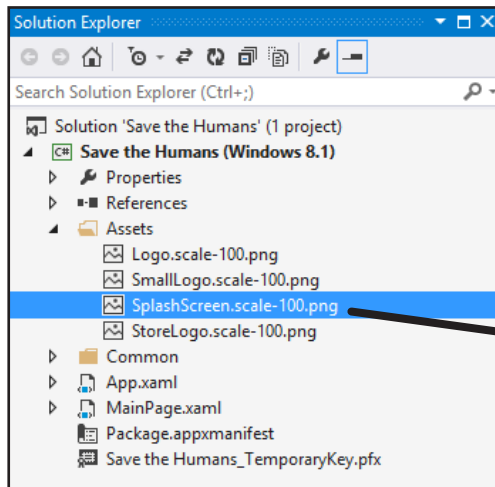 Solution Explorer
Search Solution Explorer (Ctrl+;)
Solution 'Save the Humans' (1 project)
C# Save the Humans (Windows 8.1)
Properties
References
Assets
Logo.scale-100.png
SmallLogo.scale-100.png
SplashScreen.scale-100.png
StoreLogo.scale-100.png
Common
App.xaml
MainPage.xaml
Package.appxmanifest
Save the Humans_TemporaryKey.pfx